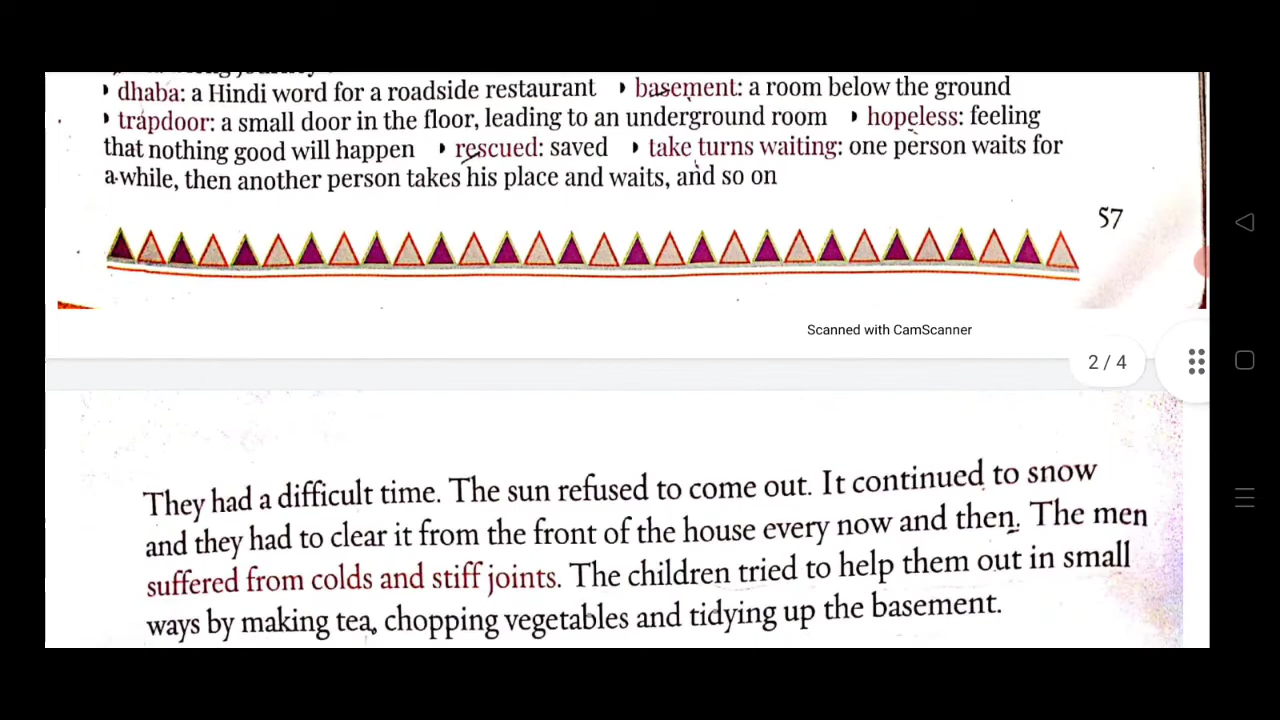 dhaba: a Hindi word for a roadside restaurant basement: a room below the ground
trapdoor: a small door in the floor, leading to an underground room hopeless: feeling
that nothing good will happen rescued: saved take turns waiting: one person waits for
a while, then another person takes his place and waits, and so on
57
Scanned with CamScanner
2 / 4
They had a difficult time. The sun refused to come out. It continued to snow
and they had to clear it from the front of the house every now and then. The men
suffered from colds and stiff joints. The children tried to help them out in small
ways by making tea, chopping vegetables and tidying up the basement.